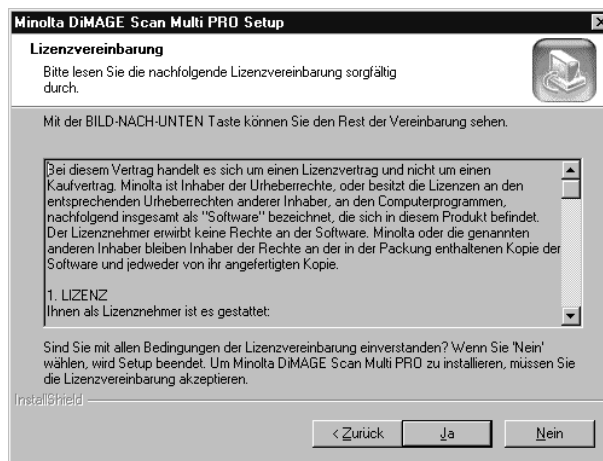 Minolta DiMAGE Scan Multi PRO Setup
Lizenzvereinbarung
Bitte lesen Sie die nachfolgende Lizenzvereinbarung sorgfältig
durch.
Mit der BILD-NACH-UNTEN Taste können Sie den Rest der Vereinbarung sehen.
Bei diesem Vertrag handelt es sich um einen Lizenzvertrag und nicht um einen
Kaufvertrag. Minolta ist Inhaber der Urheberrechte, oder besitzt die Lizenzen an den
entsprechenden Urheberrechten anderer Inhaber, an den Computerprogrammen,
nachfolgend insgesamt als "Software" bezeichnet, die sich in diesem Produkt befindet.
Der Lizenznehmer erwirbt keine Rechte an der Software. Minolta oder die genannten
anderen Inhaber bleiben Inhaber der Rechte an der in der Packung enthaltenen Kopie der
Software und jedweder von ihr angefertigten Kopie.
1. LIZENZ
Ihnen als Lizenznehmer ist es gestattet:
Sind Sie mit allen Bedingungen der Lizenzvereinbarung einverstanden? Wenn Sie 'Nein'
wählen, wird Setup beendet. Um Minolta DiMAGE Scan Multi PRO zu installieren, müssen Sie
die Lizenzvereinbarung akzeptieren.
InstallShield
< Zurück
Ja
Nein